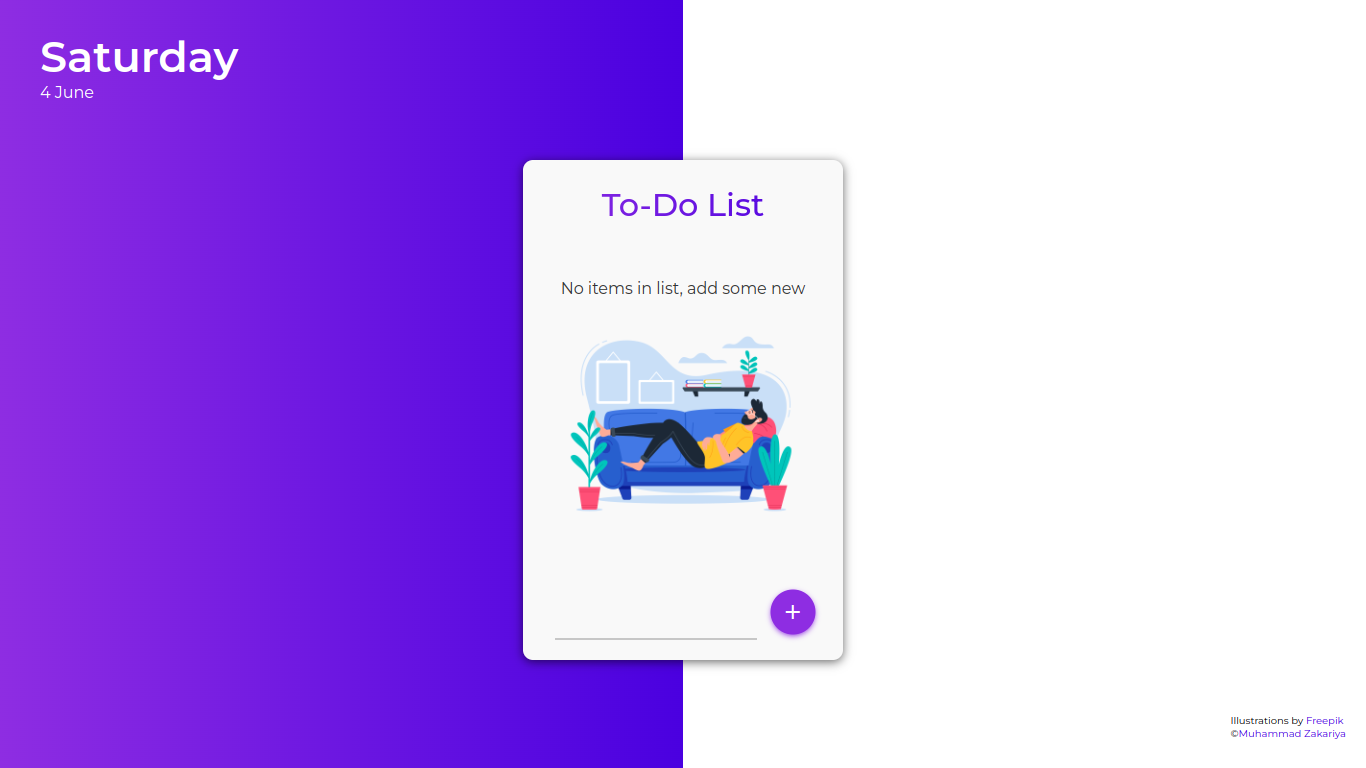 Saturday
4 June
To-Do List
No items in list, add some new
+
Illustrations by Freepik
©Muhammad Zakariya